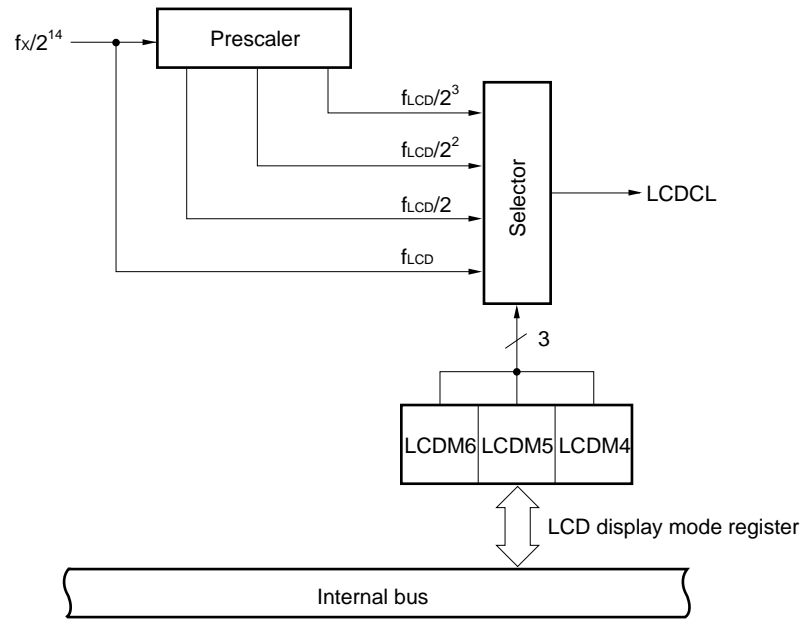 Prescaler
fX/2^14
fLCD/2^3
fLCD/2^2
fLCD/2
fLCD
Selector
LCDCL
3
LCDM6 LCDM5 LCDM4
LCD display mode register
Internal bus